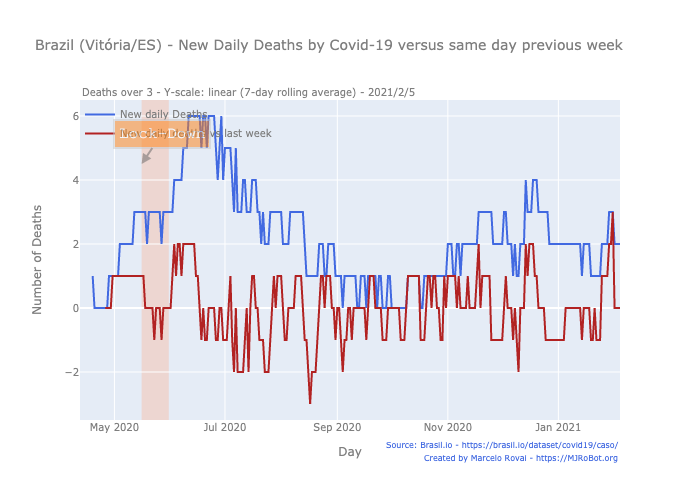 Brazil (Vitória/ES) - New Daily Deaths by Covid-19 versus same day previous week
Deaths over 3 - Y-scale: linear (7-day rolling average) - 2021/2/5
New daily Deaths
New daily Deaths vs last week
6
4
2
0
−2
Number of Deaths
May 2020
Jul 2020
Sep 2020
Nov 2020
Jan 2021
Day
Source: Brasil.io - https://brasil.io/dataset/covid19/caso/
Created by Marcelo Rovai - https://MJRoBot.org